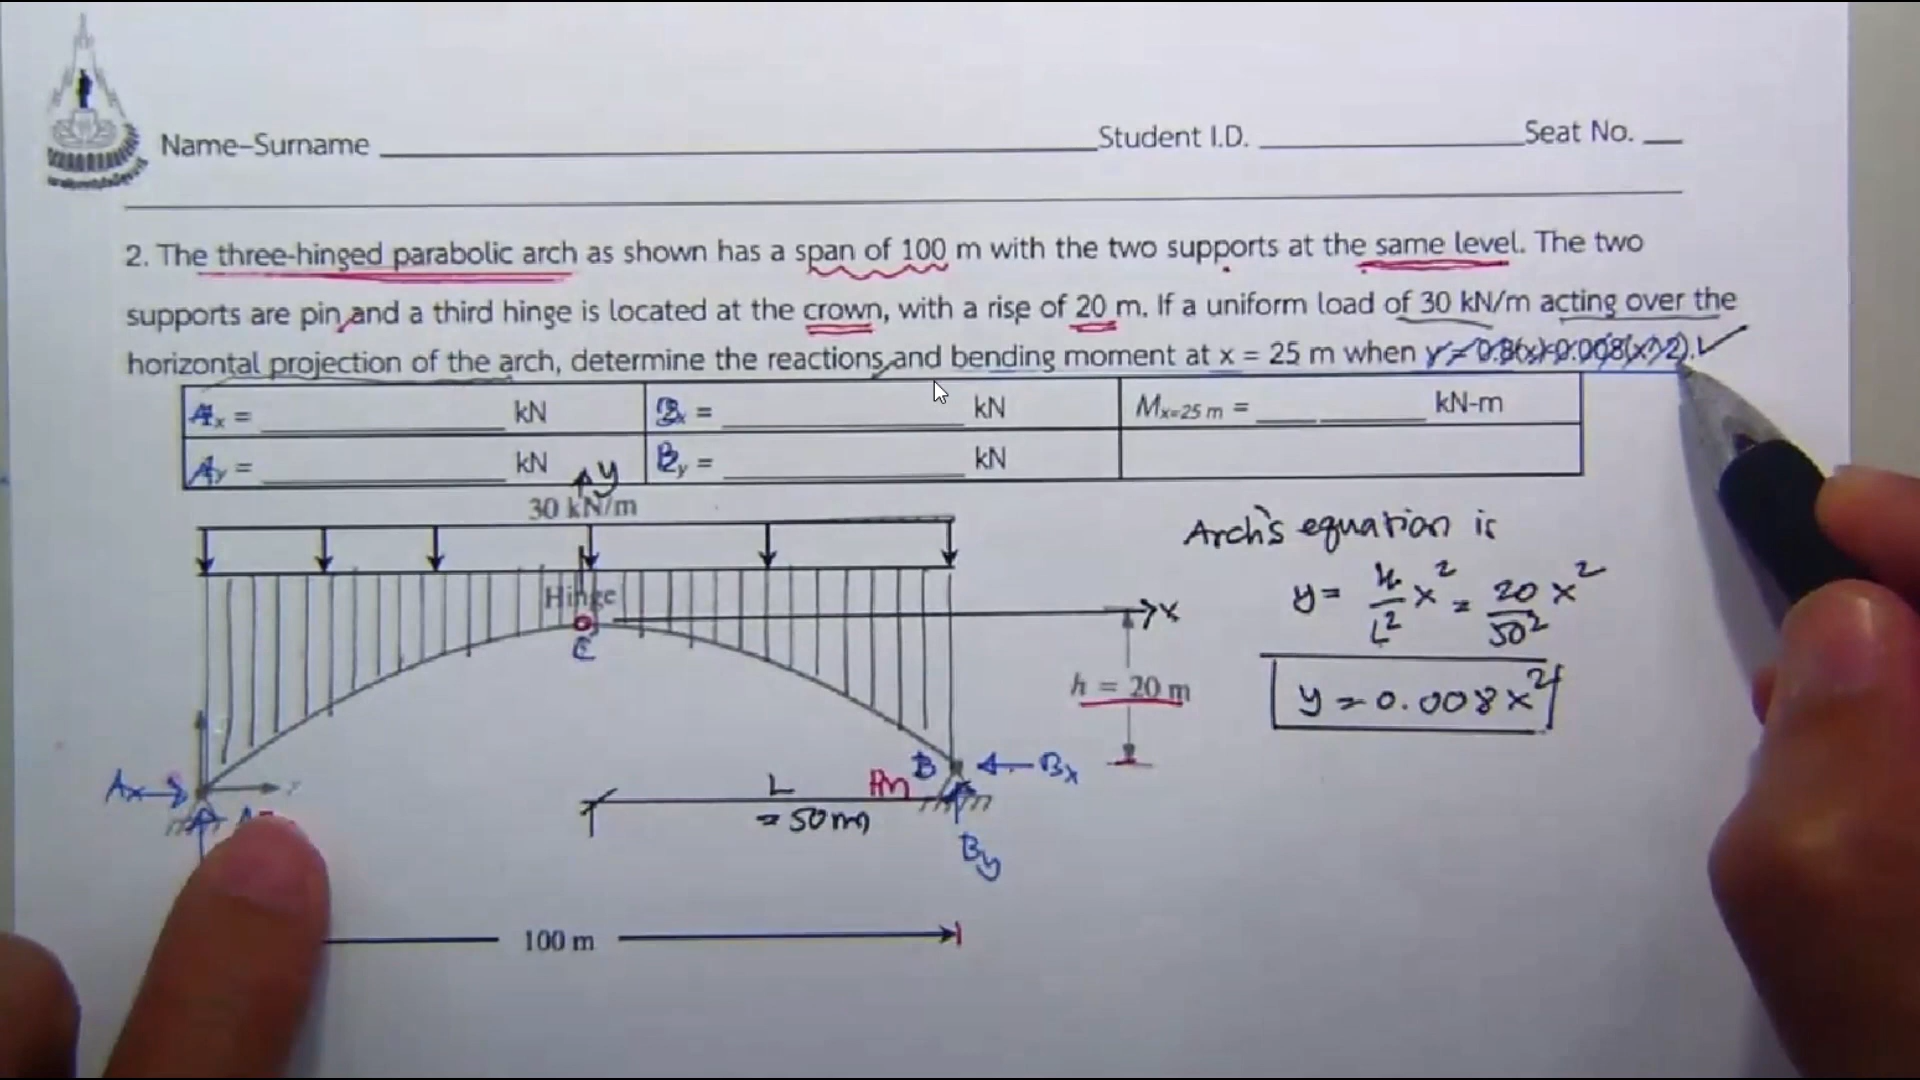 Name–Surname Student I.D. Seat No.
2. The three-hinged parabolic arch as shown has a span of 100 m with the two supports at the same level. The two
supports are pin and a third hinge is located at the crown, with a rise of 20 m. If a uniform load of 30 kN/m acting over the
horizontal projection of the arch, determine the reactions and bending moment at x = 25 m when
Ax = kN Bx = kN Mx=25 m = kN-m
Ay = kN By = kN
y
30 kN/m
Hinge
C
x
h = 20 m
Ax
B
Bx
Pin
L
= 50 m
By
100 m
Arch's equation is
y = h/L² x² = 20/50² x²
y = 0.008x²